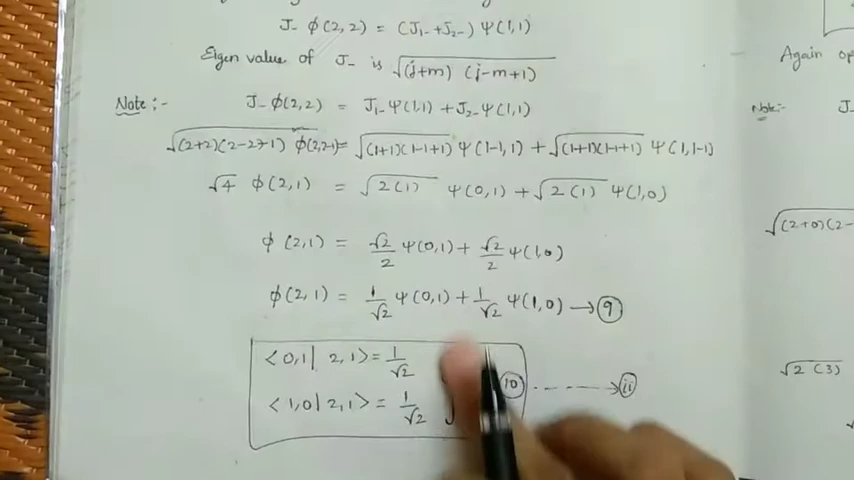 J₋ ϕ(2,2) = (J₁₋+J₂₋) ψ(1,1)
Eigen value of J₋ is √(j+m) (j-m+1)
Note :- J₋ ϕ(2,2) = J₁₋ψ(1,1) + J₂₋ψ(1,1)
√(2+2)(2-2+1) ϕ(2,2-1) = √(1+1)(1-1+1) ψ(1-1,1) + √(1+1)(1-1+1) ψ(1,1-1)
√4 ϕ(2,1) = √2(1) ψ(0,1) + √2(1) ψ(1,0)
ϕ(2,1) = √2/2 ψ(0,1) + √2/2 ψ(1,0)
ϕ(2,1) = 1/√2 ψ(0,1) + 1/√2 ψ(1,0) → 9
<0,1| 2,1> = 1/√2
10 → ii
<1,0| 2,1> = 1/√2
Again
Note:- J₋
√(2+0)(2-
√2(3)